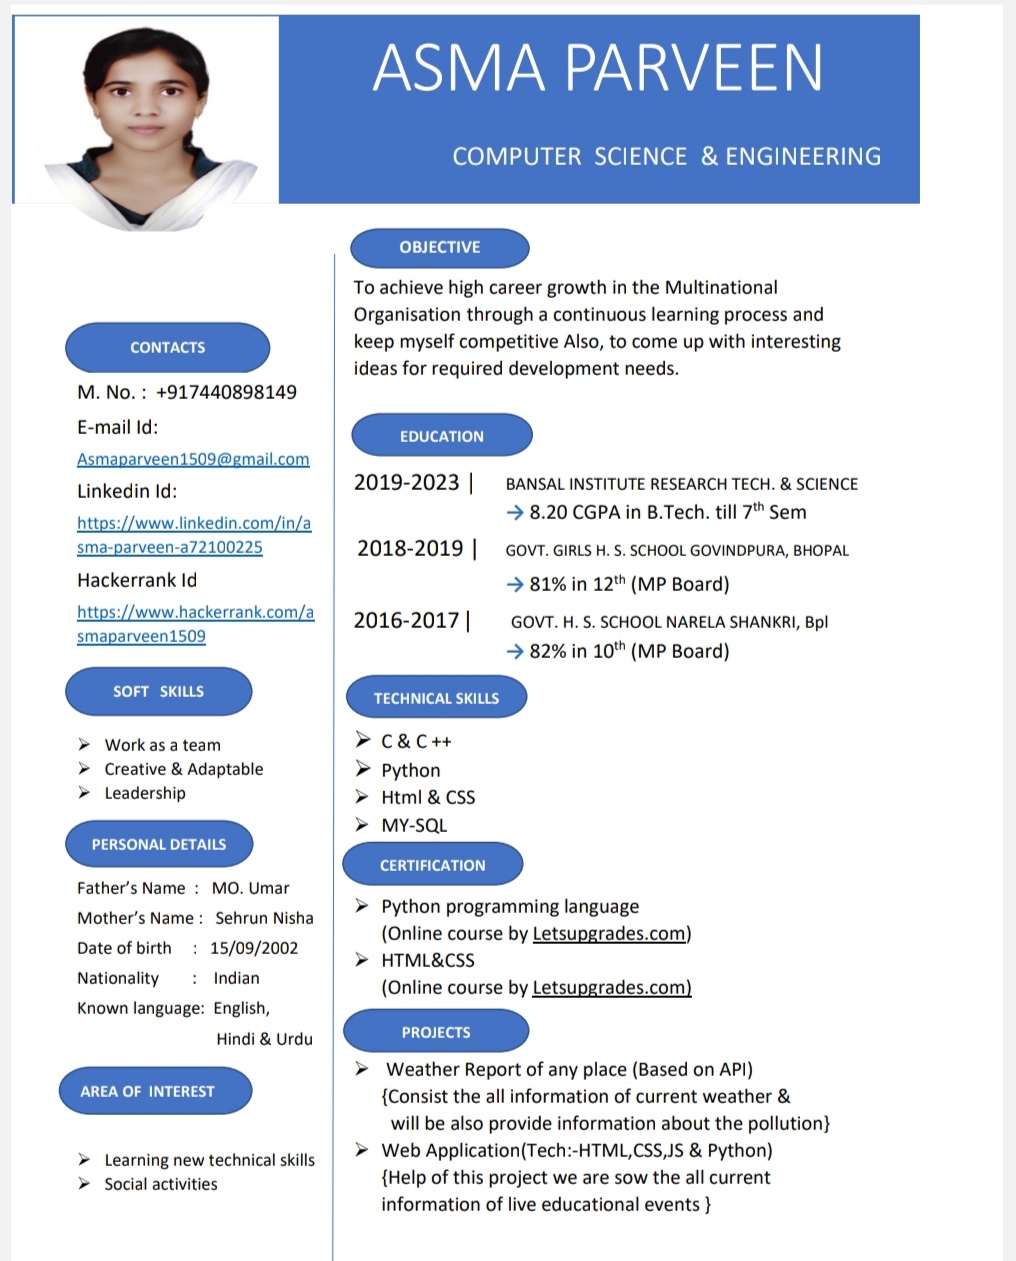 ASMA PARVEEN
COMPUTER SCIENCE & ENGINEERING
CONTACTS
M. No. : +917440898149
E-mail Id:
Asmaparveen1509@gmail.com
Linkedin Id:
https://www.linkedin.com/in/a
sma-parveen-a72100225
Hackerrank Id
https://www.hackerrank.com/a
smaparveen1509
SOFT SKILLS
➢ Work as a team
➢ Creative & Adaptable
➢ Leadership
PERSONAL DETAILS
Father’s Name : MO. Umar
Mother’s Name : Sehrun Nisha
Date of birth : 15/09/2002
Nationality : Indian
Known language: English,
Hindi & Urdu
AREA OF INTEREST
➢ Learning new technical skills
➢ Social activities
OBJECTIVE
To achieve high career growth in the Multinational
Organisation through a continuous learning process and
keep myself competitive Also, to come up with interesting
ideas for required development needs.
EDUCATION
2019-2023 | BANSAL INSTITUTE RESEARCH TECH. & SCIENCE
→ 8.20 CGPA in B.Tech. till 7th Sem
2018-2019 | GOVT. GIRLS H. S. SCHOOL GOVINDPURA, BHOPAL
→ 81% in 12th (MP Board)
2016-2017 | GOVT. H. S. SCHOOL NARELA SHANKRI, Bpl
→ 82% in 10th (MP Board)
TECHNICAL SKILLS
➢ C & C ++
➢ Python
➢ Html & CSS
➢ MY-SQL
CERTIFICATION
➢ Python programming language
(Online course by Letsupgrades.com)
➢ HTML&CSS
(Online course by Letsupgrades.com)
PROJECTS
➢ Weather Report of any place (Based on API)
{Consist the all information of current weather &
will be also provide information about the pollution}
➢ Web Application(Tech:-HTML,CSS,JS & Python)
{Help of this project we are sow the all current
information of live educational events }